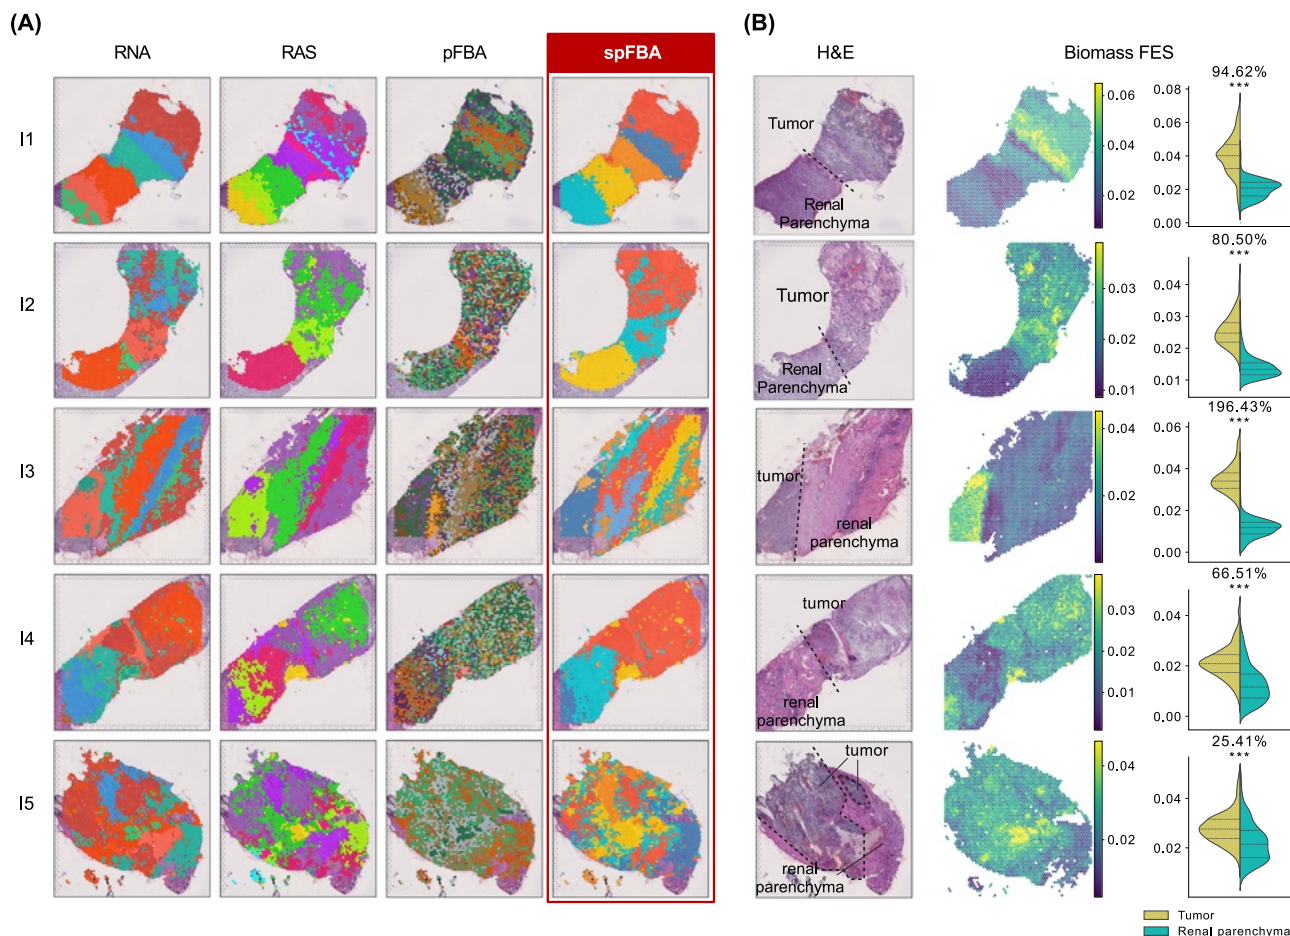 (A)
(B)
RNA
RAS
pFBA
spFBA
H&E
Biomass FES
I1
Tumor
Renal
Parenchyma
0.06
0.04
0.02
94.62%
***
0.08
0.06
0.04
0.02
0.00
I2
Tumor
Renal
Parenchyma
0.03
0.02
0.01
80.50%
***
0.04
0.03
0.02
0.01
I3
tumor
renal
parenchyma
0.04
0.02
196.43%
***
0.06
0.04
0.02
0.00
I4
tumor
renal
parenchyma
0.03
0.02
0.01
66.51%
***
0.04
0.02
0.00
I5
tumor
renal
parenchyma
0.04
0.02
25.41%
***
0.04
0.02
Tumor
Renal parenchyma